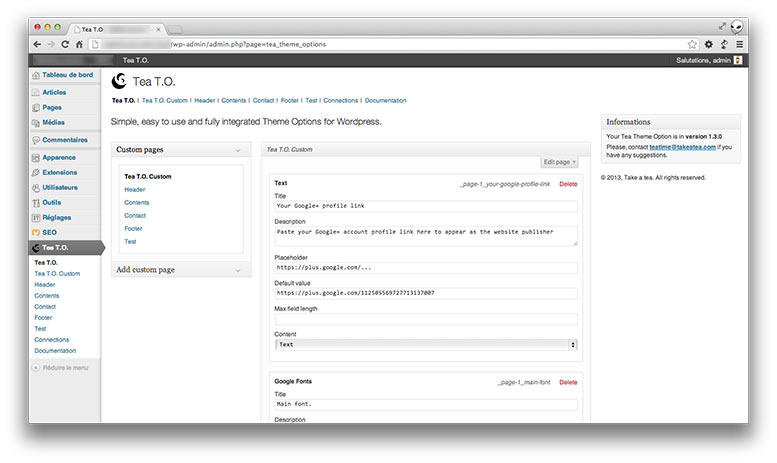 Tea T.O.
/wp-admin/admin.php?page=tea_theme_options
Tea T.O.
Salutations, admin
Tableau de bord
Articles
Pages
Médias
Commentaires
Apparence
Extensions
Utilisateurs
Outils
Réglages
SEO
Tea T.O.
Tea T.O.
Tea T.O. Custom
Header
Contents
Contact
Footer
Test
Connections
Documentation
Réduire le menu
Tea T.O.
Tea T.O. | Tea T.O. Custom | Header | Contents | Contact | Footer | Test | Connections | Documentation
Simple, easy to use and fully integrated Theme Options for Wordpress.
Custom pages
Tea T.O. Custom
Header
Contents
Contact
Footer
Test
Add custom page
Tea T.O. Custom
Edit page
Text
_page-1_your-google-profile-link
Delete
Title
Your Google+ profile link
Description
Paste your Google+ account profile link here to appear as the website publisher
Placeholder
https://plus.google.com/...
Default value
https://plus.google.com/112505569727713137007
Max field length
Content
Text
Google Fonts
_page-1_main-font
Delete
Title
Main font.
Description
Informations
Your Tea Theme Option is in version 1.3.0
Please, contact teatime@takeatea.com if you
have any suggestions.
© 2013, Take a tea. All rights reserved.